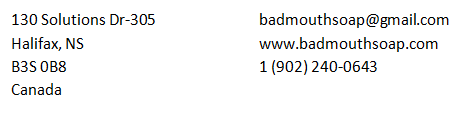 130 Solutions Dr-305
Halifax, NS
B3S 0B8
Canada
badmouthsoap@gmail.com
www.badmouthsoap.com
1 (902) 240-0643